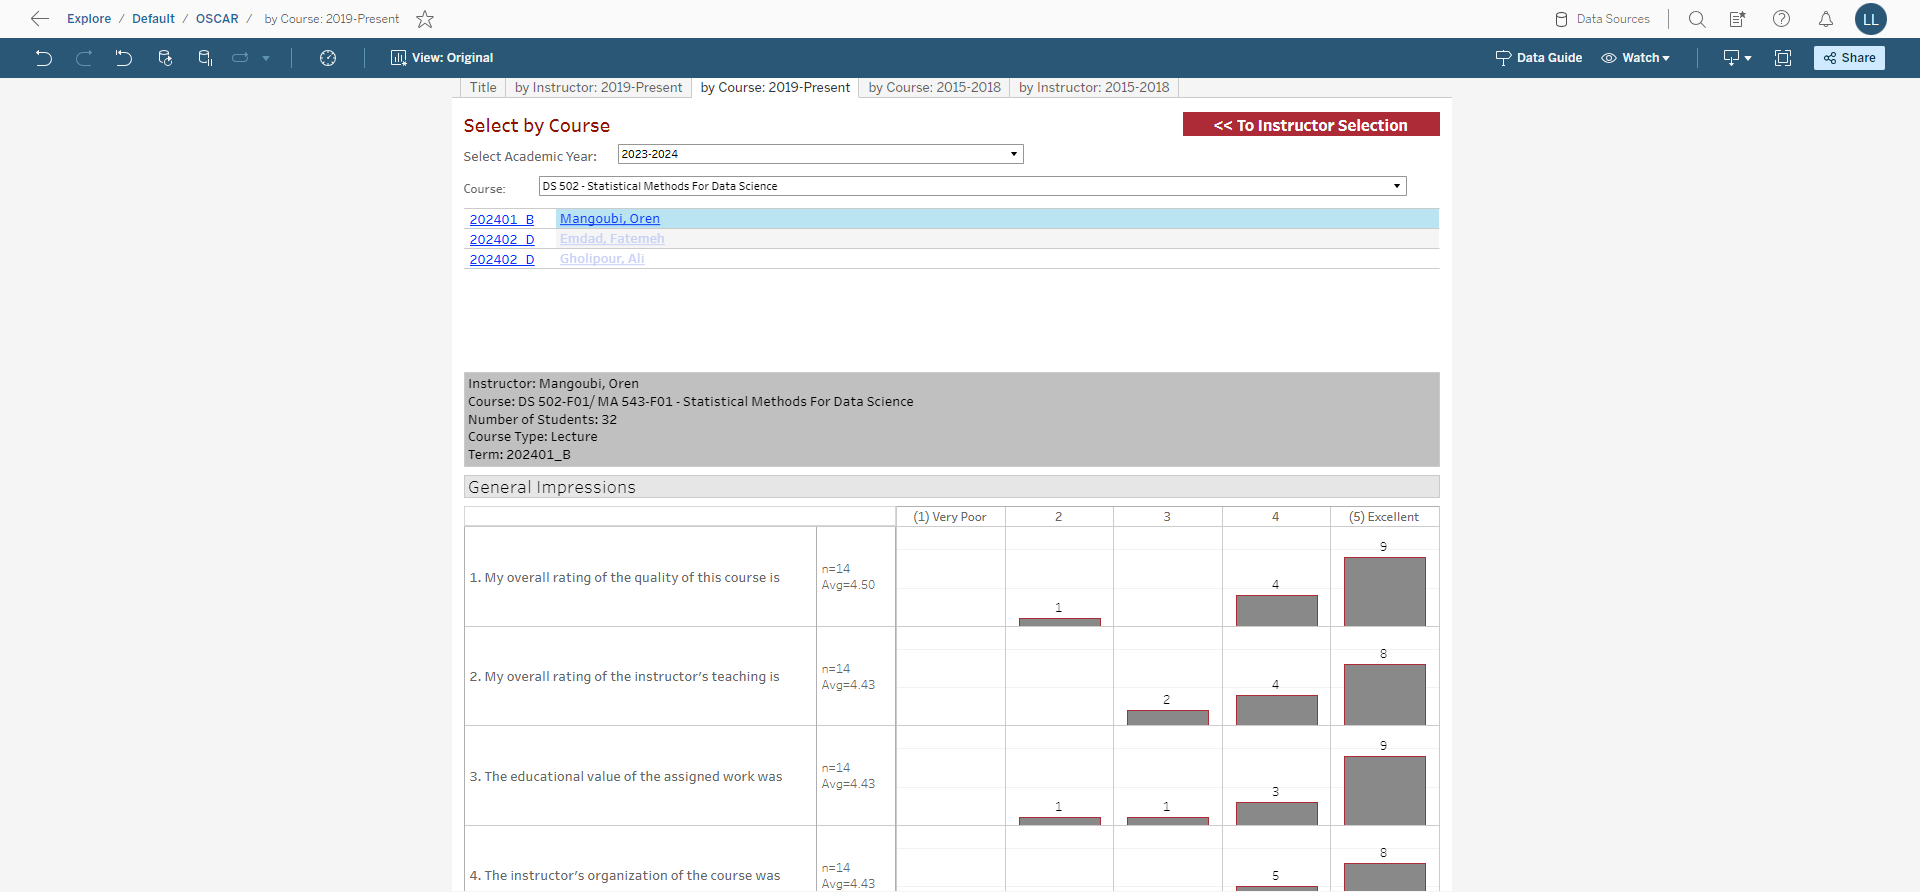 Explore / Default / OSCAR / by Course: 2019-Present
Data Sources
LL
View: Original
Data Guide
Watch
Share
Title
by Instructor: 2019-Present
by Course: 2019-Present
by Course: 2015-2018
by Instructor: 2015-2018
Select by Course
<< To Instructor Selection
Select Academic Year: 2023-2024
Course: DS 502 - Statistical Methods For Data Science
202401_B Mangoubi, Oren
202402_D Emdad, Fatemeh
202402_D Gholipour, Ali
Instructor: Mangoubi, Oren
Course: DS 502-F01/ MA 543-F01 - Statistical Methods For Data Science
Number of Students: 32
Course Type: Lecture
Term: 202401_B
General Impressions
(1) Very Poor 2 3 4 (5) Excellent
1. My overall rating of the quality of this course is
n=14
Avg=4.50
1 4 9
2. My overall rating of the instructor's teaching is
n=14
Avg=4.43
2 4 8
3. The educational value of the assigned work was
n=14
Avg=4.43
1 1 3 9
4. The instructor's organization of the course was
n=14
Avg=4.43
5 8